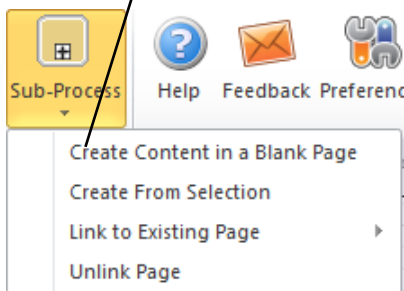 Sub-Process Help Feedback Preferenc
Create Content in a Blank Page
Create From Selection
Link to Existing Page
Unlink Page